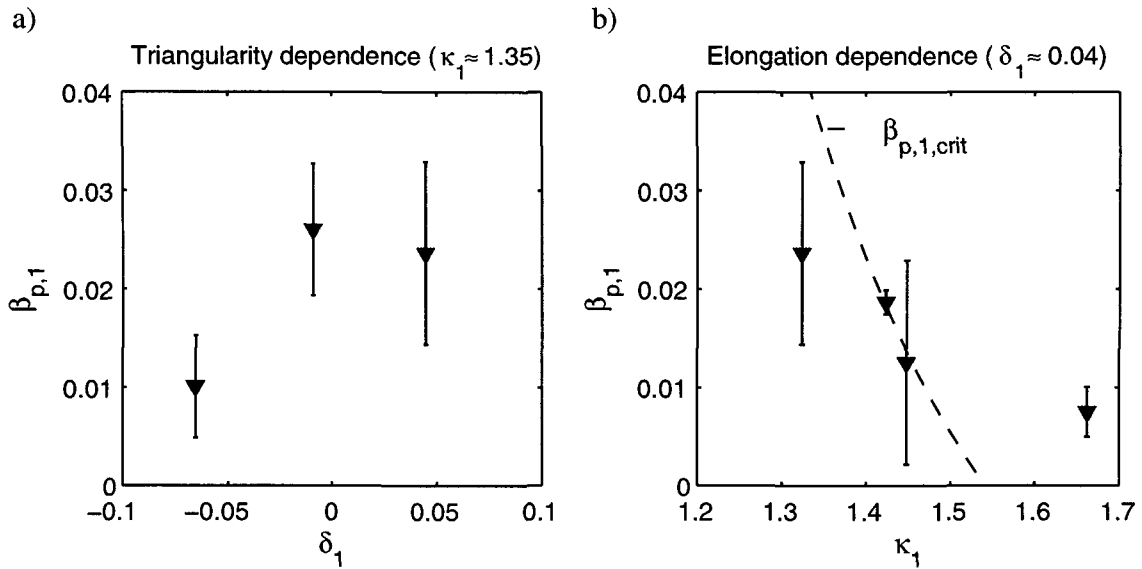 a)
Triangularity dependence ( κ₁ ≈ 1.35)
0.04
0.03
0.02
0.01
0
βp,1
−0.1 −0.05 0 0.05 0.1
δ₁
b)
Elongation dependence ( δ₁ ≈ 0.04)
0.04
0.03
0.02
0.01
0
βp,1
βp,1,crit
1.2 1.3 1.4 1.5 1.6 1.7
κ₁